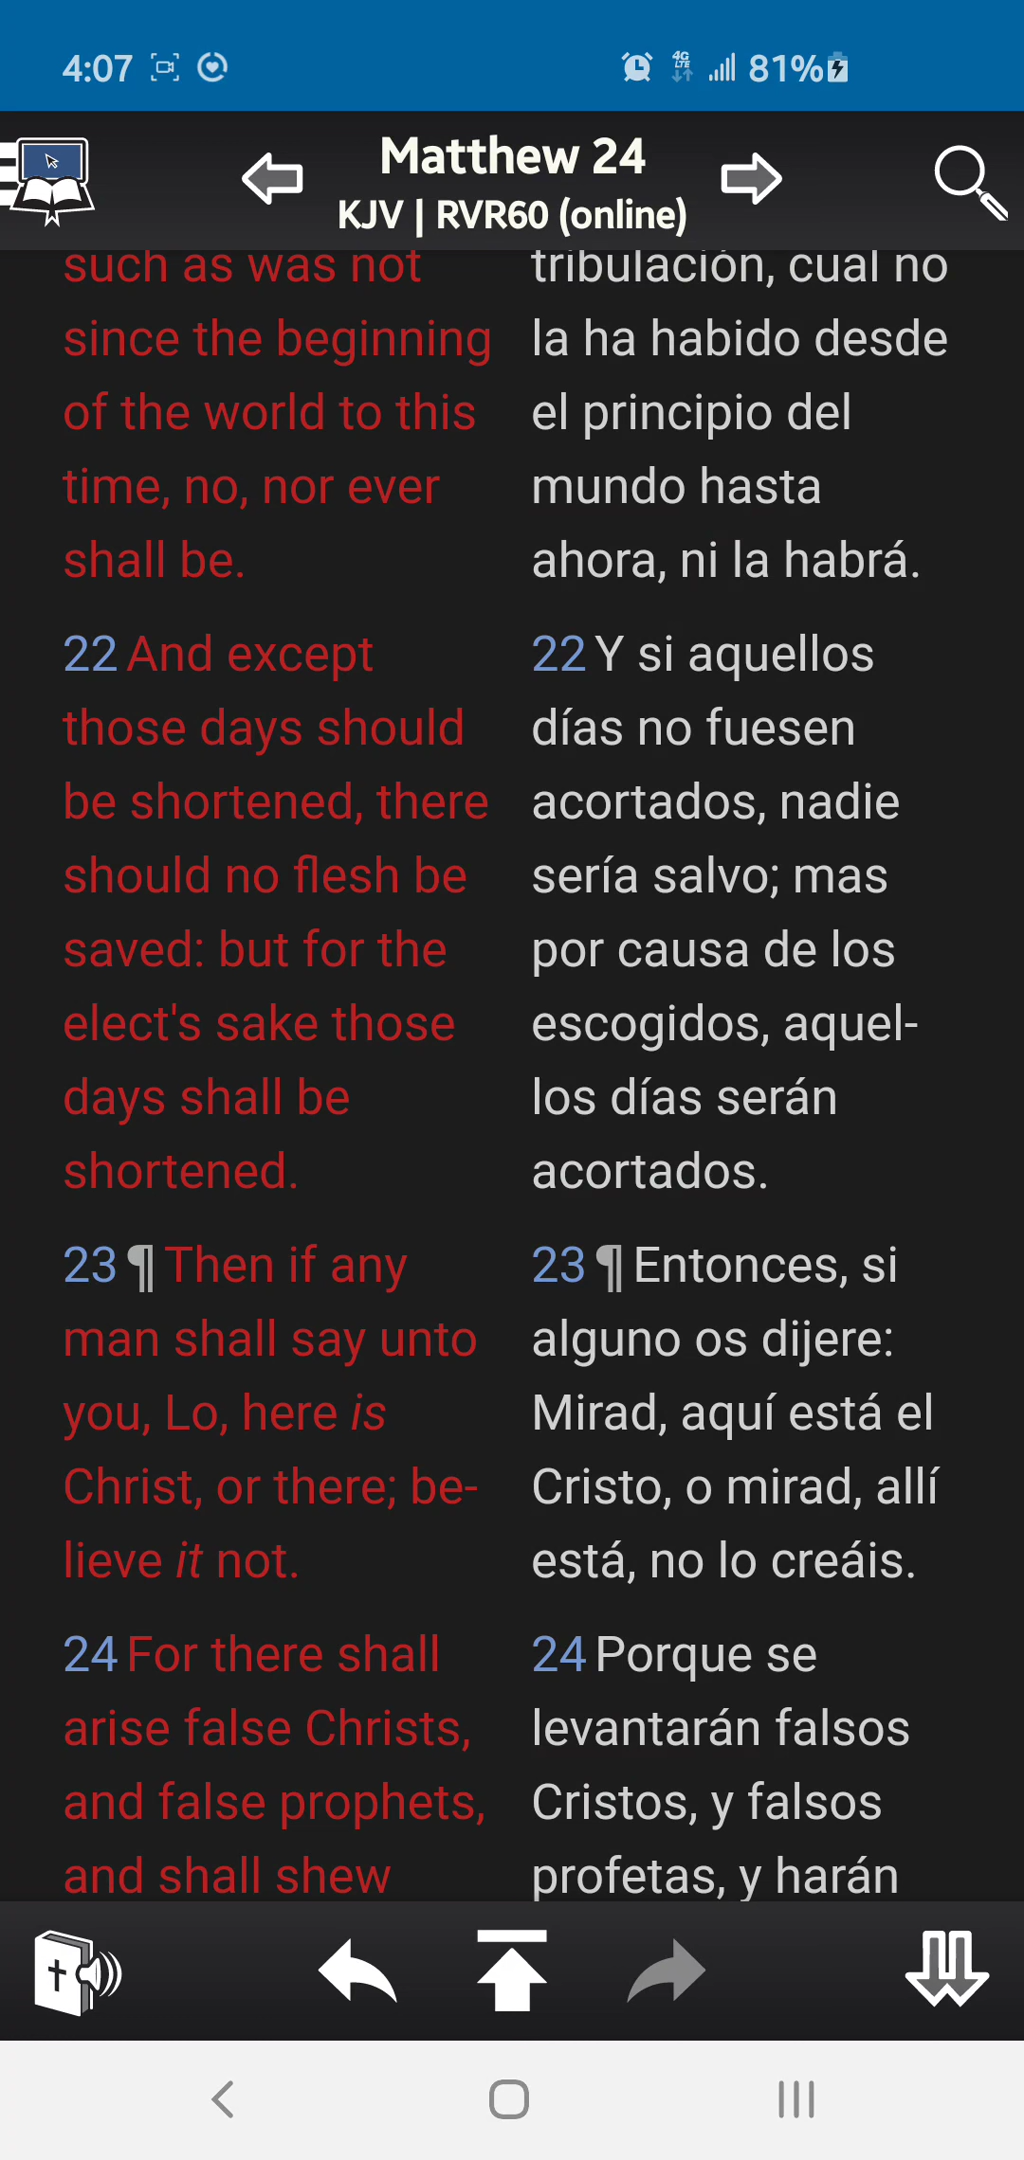 4:07
4G
LTE
81%
Matthew 24
KJV | RVR60 (online)
such as was not
since the beginning
of the world to this
time, no, nor ever
shall be.
22 And except
those days should
be shortened, there
should no flesh be
saved: but for the
elect's sake those
days shall be
shortened.
23 ¶ Then if any
man shall say unto
you, Lo, here is
Christ, or there; be-
lieve it not.
24 For there shall
arise false Christs,
and false prophets,
and shall shew
tribulación, cual no
la ha habido desde
el principio del
mundo hasta
ahora, ni la habrá.
22 Y si aquellos
días no fuesen
acortados, nadie
sería salvo; mas
por causa de los
escogidos, aquel-
los días serán
acortados.
23 ¶ Entonces, si
alguno os dijere:
Mirad, aquí está el
Cristo, o mirad, allí
está, no lo creáis.
24 Porque se
levantarán falsos
Cristos, y falsos
profetas, y harán